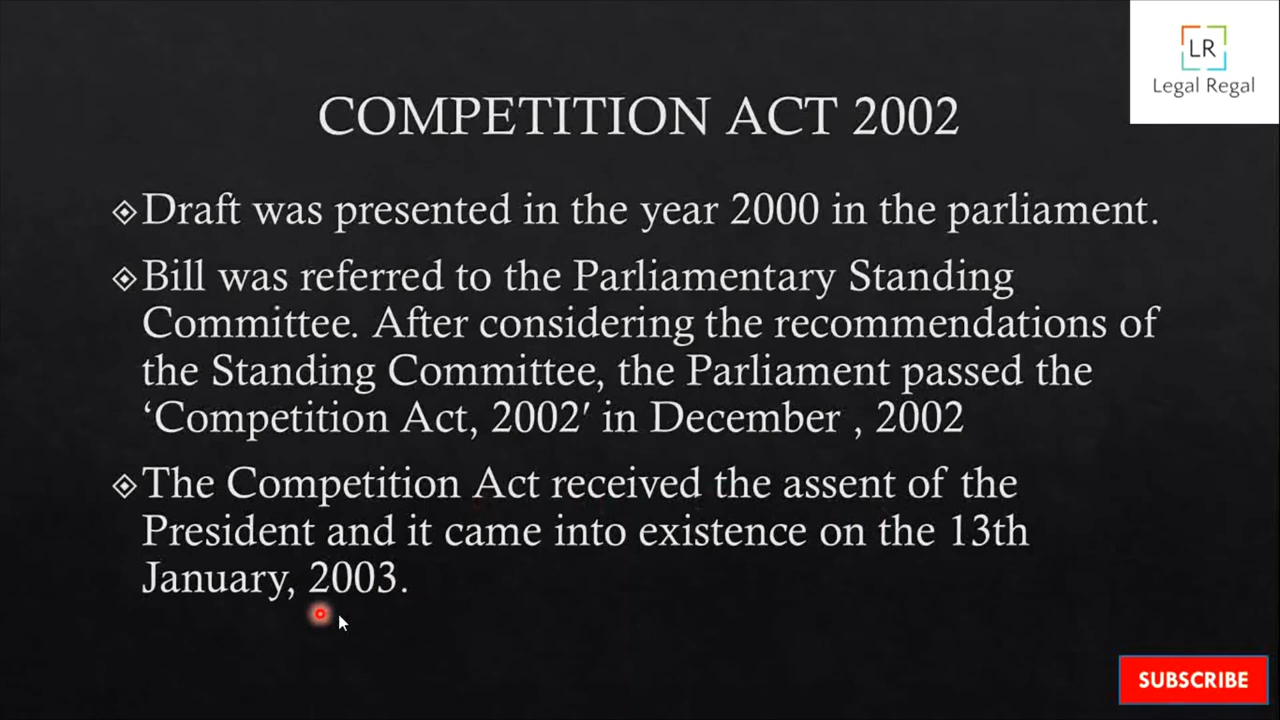 LR
Legal Regal
COMPETITION ACT 2002
Draft was presented in the year 2000 in the parliament.
Bill was referred to the Parliamentary Standing
Committee. After considering the recommendations of
the Standing Committee, the Parliament passed the
‘Competition Act, 2002′ in December , 2002
The Competition Act received the assent of the
President and it came into existence on the 13th
January, 2003.
SUBSCRIBE